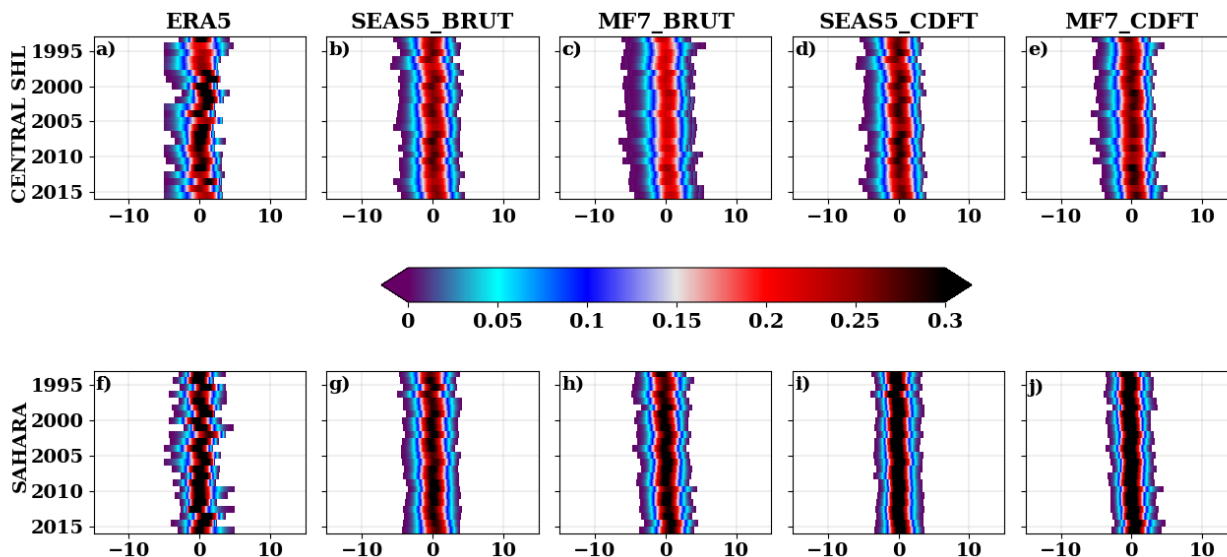 ERA5 SEAS5_BRUT MF7_BRUT SEAS5_CDFT MF7_CDFT
CENTRAL SHL
a) b) c) d) e)
1995
2000
2005
2010
2015
−10 0 10 −10 0 10 −10 0 10 −10 0 10 −10 0 10
0 0.05 0.1 0.15 0.2 0.25 0.3
SAHARA
f) g) h) i) j)
1995
2000
2005
2010
2015
−10 0 10 −10 0 10 −10 0 10 −10 0 10 −10 0 10